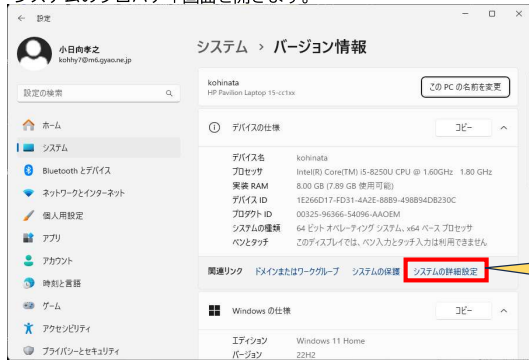 システムのプロパティ画面を開きます。
設定
小日向孝之
kohhy7@m6.gyao.ne.jp
設定の検索
ホーム
システム
Bluetooth とデバイス
ネットワークとインターネット
個人用設定
アプリ
アカウント
時刻と言語
ゲーム
アクセシビリティ
プライバシーとセキュリティ
システム › バージョン情報
kohinata
HP Pavilion Laptop 15-cc1xx
この PC の名前を変更
デバイスの仕様 コピー
デバイス名 kohinata
プロセッサ Intel(R) Core(TM) i5-8250U CPU @ 1.60GHz 1.80 GHz
実装 RAM 8.00 GB (7.89 GB 使用可能)
デバイス ID 1E266D17-FD31-4A2E-88B9-498B94DB230C
プロダクト ID 00325-96366-54096-AAOEM
システムの種類 64 ビット オペレーティング システム、x64 ベース プロセッサ
ペンとタッチ このディスプレイでは、ペン入力とタッチ入力は利用できません
関連リンク ドメインまたはワークグループ システムの保護 システムの詳細設定
Windows の仕様 コピー
エディション Windows 11 Home
バージョン 22H2